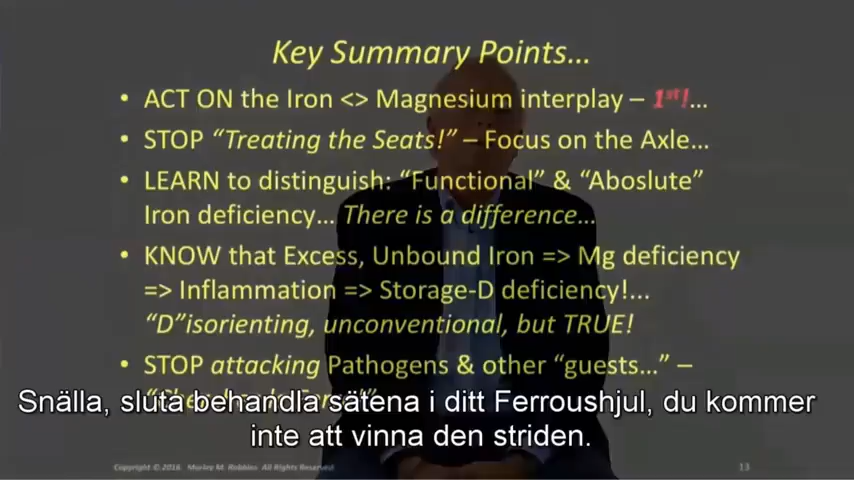 Key Summary Points...
• ACT ON the Iron <> Magnesium interplay – 1st!...
• STOP “Treating the Seats!” – Focus on the Axle...
• LEARN to distinguish: “Functional” & “Aboslute”
Iron deficiency... There is a difference...
• KNOW that Excess, Unbound Iron => Mg deficiency
=> Inflammation => Storage-D deficiency!...
“D”isorienting, unconventional, but TRUE!
• STOP attacking Pathogens & other “guests...” –
Snälla, sluta behandla sätena i ditt Ferroushjul, du kommer
inte att vinna den striden.
Copyright © 2016 Morley M. Robbins All Rights Reserved
13